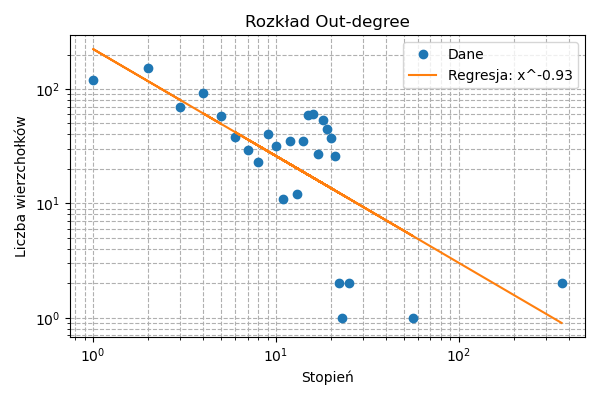 Rozkład Out-degree
Dane
Regresja: x^-0.93
Liczba wierzchołków
10^2
10^1
10^0
10^0
10^1
10^2
Stopień